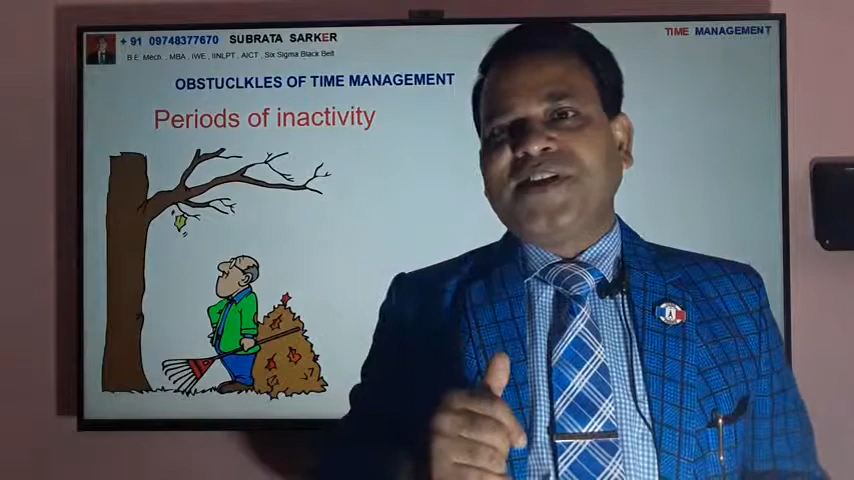 + 91 09748377000 SUBRATA SARKER
B E Mech , MBA , IWE , IINLPT , AICT , Six Sigma Black Belt
TIME MANAGEMENT
OBSTUCLKLES OF TIME MANAGEMENT
Periods of inactivity